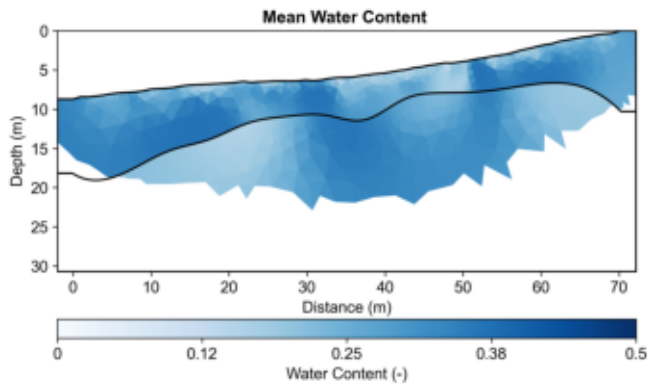 Mean Water Content
0
5
10
15
20
25
30
Depth (m)
0 10 20 30 40 50 60 70
Distance (m)
0 0.12 0.25 0.38 0.5
Water Content (-)